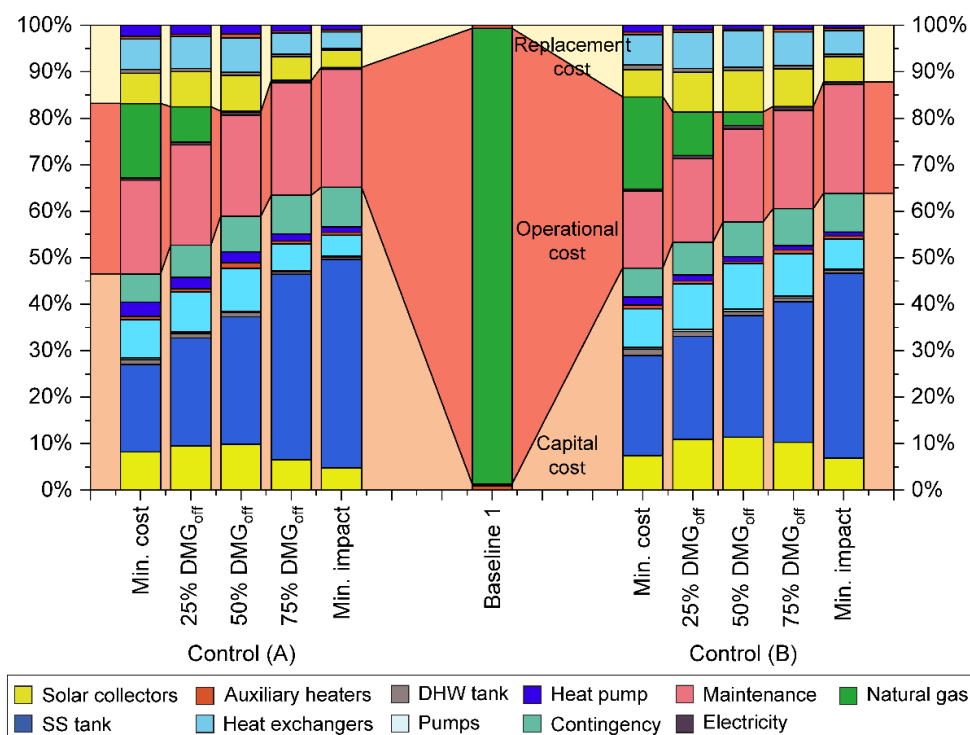 100%
90%
80%
70%
60%
50%
40%
30%
20%
10%
0%
Replacement
cost
Operational
cost
Capital
cost
100%
90%
80%
70%
60%
50%
40%
30%
20%
10%
0%
Min. cost
25% DMGoff
50% DMGoff
75% DMGoff
Min. impact
Baseline 1
Min. cost
25% DMGoff
50% DMGoff
75% DMGoff
Min. impact
Control (A)
Control (B)
Solar collectors Auxiliary heaters DHW tank Heat pump Maintenance Natural gas
SS tank Heat exchangers Pumps Contingency Electricity